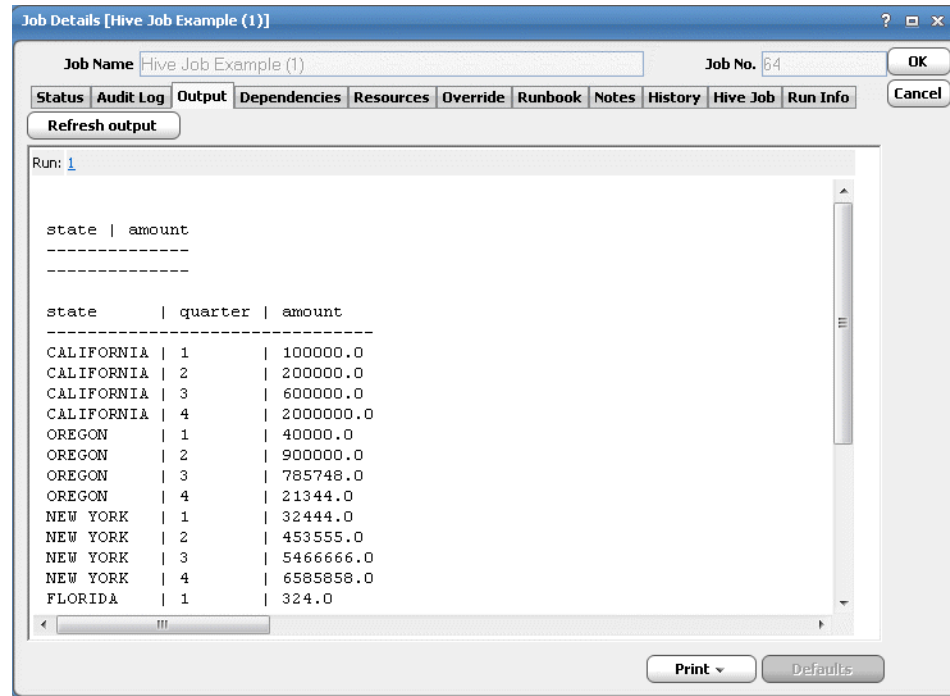 Job Details [Hive Job Example (1)] ?
Job Name Hive Job Example (1) Job No. 64 OK
Status Audit Log Output Dependencies Resources Override Runbook Notes History Hive Job Run Info Cancel
Refresh output
Run: 1
state | amount
--------------
--------------
state | quarter | amount
--------------------------------
CALIFORNIA | 1 | 100000.0
CALIFORNIA | 2 | 200000.0
CALIFORNIA | 3 | 600000.0
CALIFORNIA | 4 | 2000000.0
OREGON | 1 | 40000.0
OREGON | 2 | 900000.0
OREGON | 3 | 785748.0
OREGON | 4 | 21344.0
NEW YORK | 1 | 32444.0
NEW YORK | 2 | 453555.0
NEW YORK | 3 | 5466666.0
NEW YORK | 4 | 6585858.0
FLORIDA | 1 | 324.0
Print Defaults